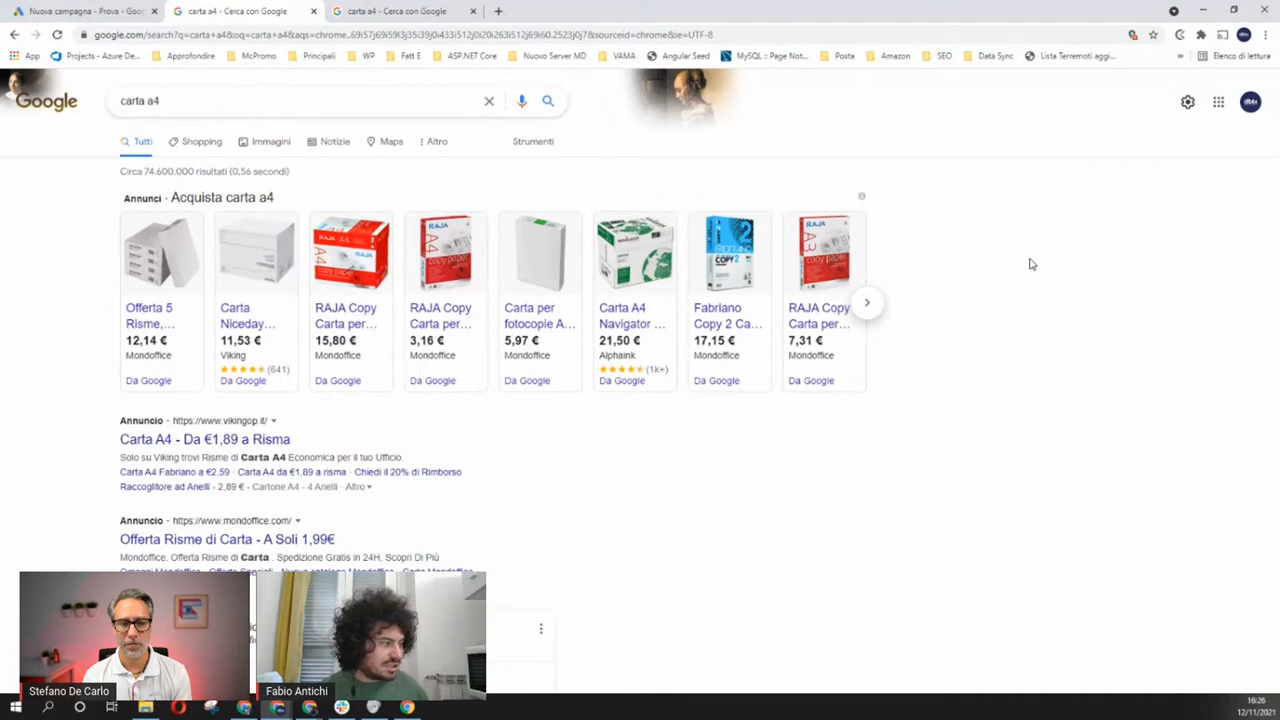 Nuova campagna - Prova - Goog
carta a4 - Cerca con Google
carta a4 - Cerca con Google
google.com/search?q=carta+a4&oq=carta+a4&aqs=chrome..69i57j69i59l3j35i39j0i433i512j0i20i263i512j69i60.2523j0j7&sourceid=chrome&ie=UTF-8
App
Projects - Azure De...
Approfondire
McPromo
Principali
WP
Fatt E
ASP.NET Core
Nuovo Server MD
VAMA
Angular Seed
MySQL :: Page Not...
Posta
Amazon
SEO
Data Sync
Lista Terremoti aggi...
»
Elenco di lettura
Google
carta a4
Tutti
Shopping
Immagini
Notizie
Maps
Altro
Strumenti
Circa 74.600.000 risultati (0,56 secondi)
Annunci · Acquista carta a4
Offerta 5 Risme,...
12,14 €
Mondoffice
Da Google
Carta Niceday...
11,53 €
Viking
(641)
Da Google
RAJA Copy Carta per...
15,80 €
Mondoffice
Da Google
RAJA Copy Carta per...
3,16 €
Mondoffice
Da Google
Carta per fotocopie A...
5,97 €
Mondoffice
Da Google
Carta A4 Navigator ...
21,50 €
Alphaink
(1k+)
Da Google
Fabriano Copy 2 Ca...
17,15 €
Mondoffice
Da Google
RAJA Copy Carta per...
7,31 €
Mondoffice
Da Google
Annuncio · https://www.vikingop.it/
Carta A4 - Da €1,89 a Risma
Solo su Viking trovi Risme di Carta A4 Economica per il tuo Ufficio.
Carta A4 Fabriano a €2,59 · Carta A4 da €1,89 a risma · Chiedi il 20% di Rimborso
Raccoglitore ad Anelli - 2,89 € - Cartone A4 - 4 Anelli · Altro
Annuncio · https://www.mondoffice.com/
Offerta Risme di Carta - A Soli 1,99€
Mondoffice. Offerta Risme di Carta . Spedizione Gratis in 24H. Scopri Di Più
Stefano De Carlo
Fabio Antichi
16:26
12/11/2021